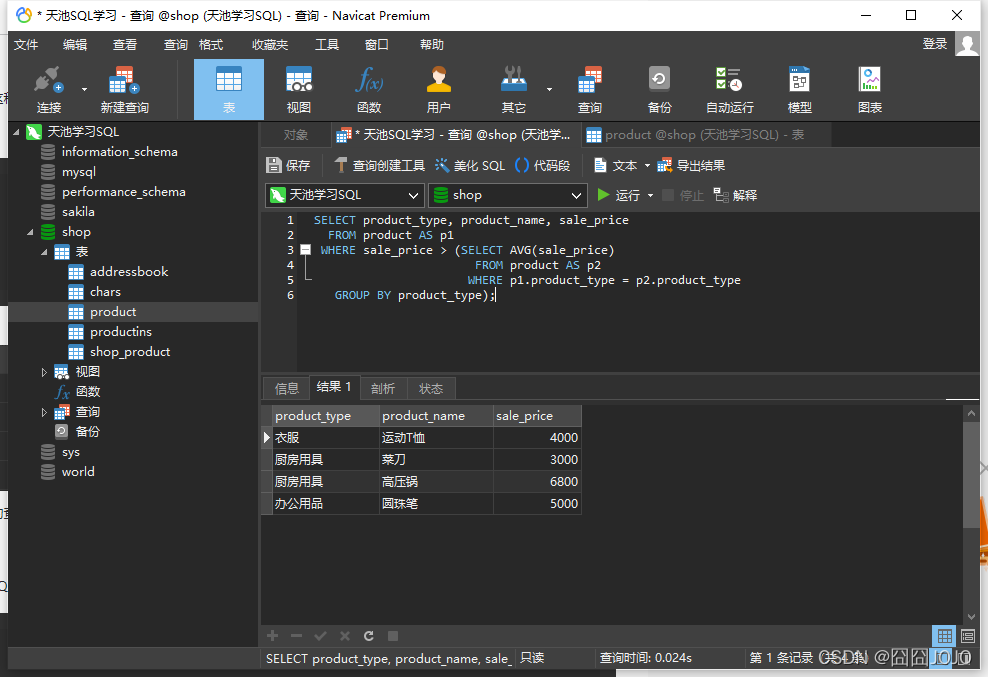 * 天池SQL学习 - 查询 @shop (天池学习SQL) - 查询 - Navicat Premium
文件 编辑 查看 查询 格式 收藏夹 工具 窗口 帮助 登录
连接 新建查询 表 视图 函数 用户 其它 查询 备份 自动运行 模型 图表
天池学习SQL
information_schema
mysql
performance_schema
sakila
shop
表
addressbook
chars
product
productins
shop_product
视图
函数
查询
备份
sys
world
对象 * 天池SQL学习 - 查询 @shop (天池学... product @shop (天池学习SQL) - 表
保存 查询创建工具 美化 SQL 代码段 文本 导出结果
天池学习SQL shop 运行 停止 解释
1 SELECT product_type, product_name, sale_price
2 FROM product AS p1
3 WHERE sale_price > (SELECT AVG(sale_price)
4 FROM product AS p2
5 WHERE p1.product_type = p2.product_type
6 GROUP BY product_type);
信息 结果 1 剖析 状态
product_type product_name sale_price
衣服 运动T恤 4000
厨房用具 菜刀 3000
厨房用具 高压锅 6800
办公用品 圆珠笔 5000
SELECT product_type, product_name, sale_ 只读 查询时间: 0.024s 第 1 条记录 (共 4 条)
CSDN @囧囧JOJO